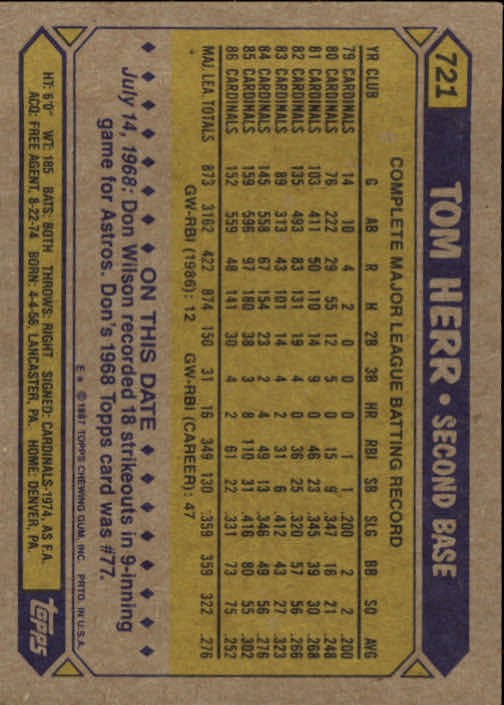 721
TOM HERR • SECOND BASE
COMPLETE MAJOR LEAGUE BATTING RECORD
YR CLUB G AB R H 2B 3B HR RBI SB SLG BB SO AVG
79 CARDINALS 14 10 4 2 0 0 0 1 1 .200 2 2 .200
80 CARDINALS 76 222 29 55 12 5 0 15 9 .347 16 21 .248
81 CARDINALS 103 411 50 110 14 9 0 46 23 .345 39 30 .268
82 CARDINALS 135 493 83 131 19 4 0 36 25 .320 57 56 .266
83 CARDINALS 89 313 43 101 14 4 2 31 6 .412 43 27 .323
84 CARDINALS 145 558 67 154 23 2 4 49 13 .346 49 56 .276
85 CARDINALS 159 596 97 180 38 3 8 110 31 .416 80 55 .302
86 CARDINALS 152 559 48 141 30 4 2 61 22 .331 73 75 .252
MAJ. LEA. TOTALS 873 3162 422 874 150 31 16 349 130 .359 359 322 .276
GW-RBI (1986): 12 GW-RBI (CAREER): 47
ON THIS DATE
July 14, 1968: Don Wilson recorded 18 strikeouts in 9-inning
game for Astros. Don's 1968 Topps card was #77.
E* © 1987 TOPPS CHEWING GUM, INC. PRTD. IN U.S.A.
HT: 6'0" WT: 185 BATS: BOTH THROWS: RIGHT SIGNED: CARDINALS-1974, AS F.A.
ACQ: FREE AGENT, 8-22-74 BORN: 4-4-56, LANCASTER, PA. HOME: DENVER, PA.
topps